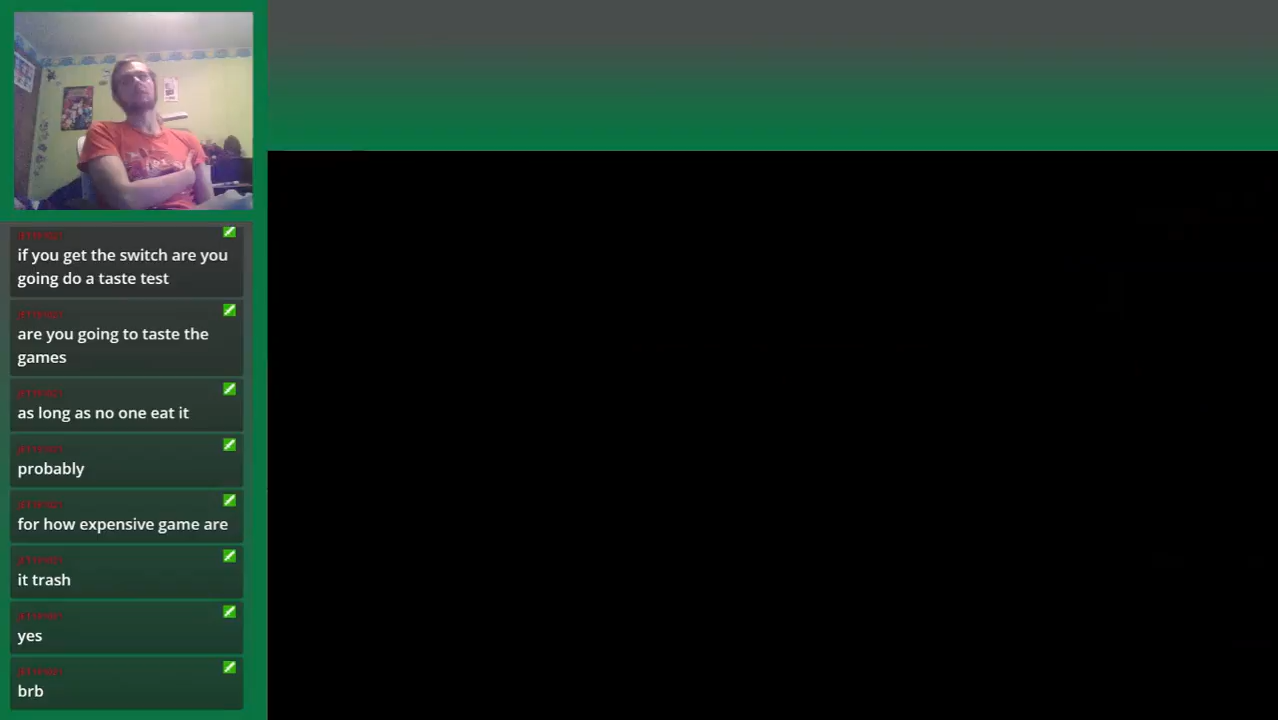 if you get the switch are you
going do a taste test
are you going to taste the
games
as long as no one eat it
probably
for how expensive game are
it trash
yes
brb